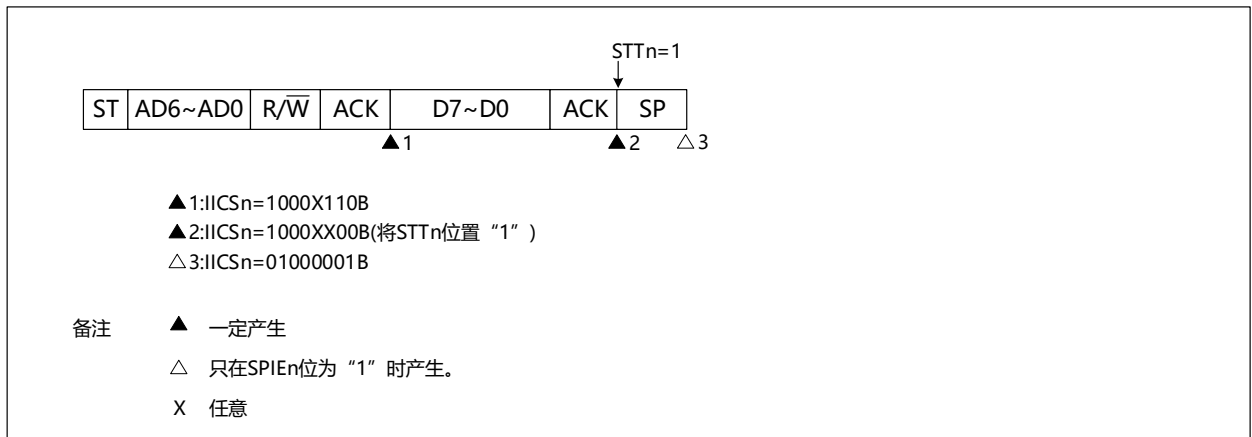 STTn=1
ST AD6~AD0 R/W̅ ACK D7~D0 ACK SP
▲1 ▲2 △3
▲1:IICSn=1000X110B
▲2:IICSn=1000XX00B(将STTn位置“1”)
△3:IICSn=01000001B
备注 ▲ 一定产生
△ 只在SPIEn位为“1”时产生。
X 任意